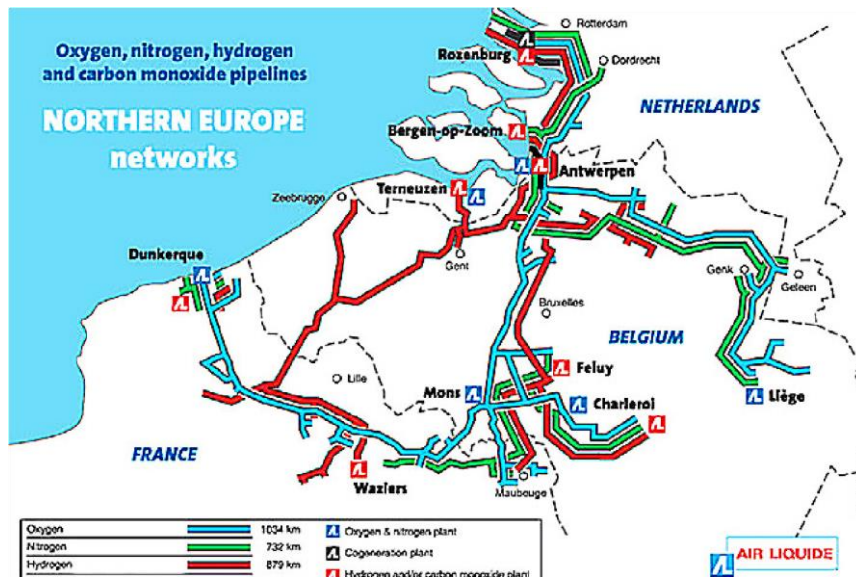 Oxygen, nitrogen, hydrogen
and carbon monoxide pipelines
NORTHERN EUROPE
networks
Rotterdam
Rozenburg
Dordrecht
NETHERLANDS
Bergen-op-Zoom
Antwerpen
Terneuzen
Zeebrugge
Dunkerque
Gent
Genk
Geleen
Bruxelles
BELGIUM
Feluy
Lille
Mons
Charleroi
Liège
FRANCE
Waziers
Maubeuge
Oxygen 1034 km
Nitrogen 732 km
Hydrogen 879 km
Oxygen & nitrogen plant
Cogeneration plant
Hydrogen and/or carbon monoxide plant
AIR LIQUIDE